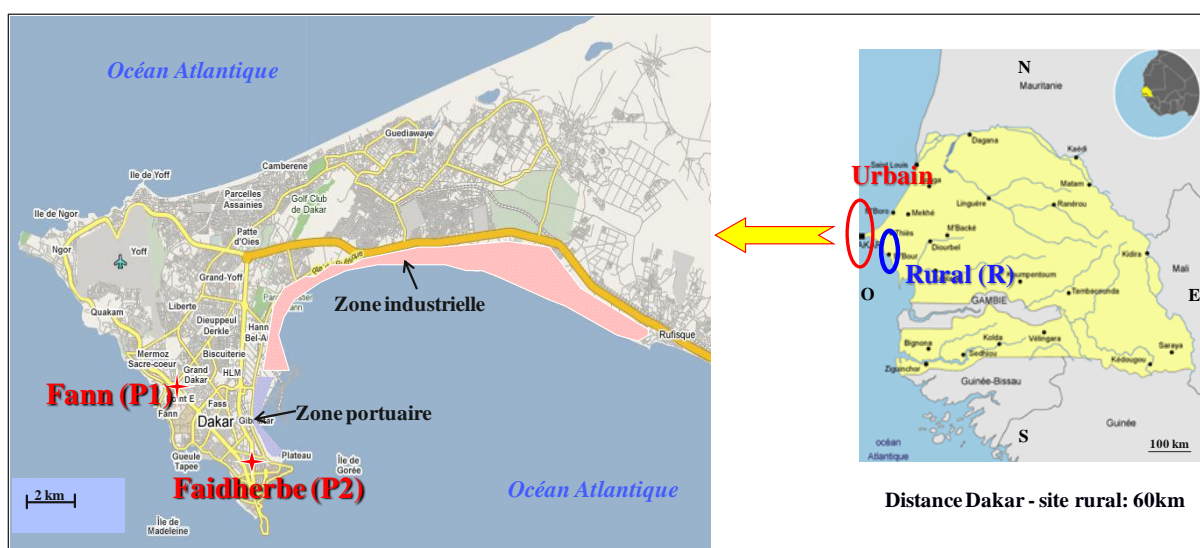 Océan Atlantique
Guediawaye
Camberene
Ile de Yoff
Parcelles
Assainies
Golf Club
de Dakar
Ile de Ngor
Patte
d'Oies
Ngor
Yoff
Grand-Yoff
Zone industrielle
Liberte
Quakam
Dieuppeul
Derkle
Hann
Bel-A
Rufisque
Mermoz
Sacre-coeur
Biscuiterie
Grand
Dakar
HLM
Fann (P1)
Fann
Fass
Zone portuaire
Dakar
Gueule
Tapee
Plateau
Île de
Gorée
Faidherbe (P2)
2 km
Île de
Madeleine
Océan Atlantique
N
Mauritanie
Dagana
Saint Louis
Kaédi
Urbain
Matam
Linguère
Ranérou
Mekhé
Thiès
M'Backé
Diourbel
Kidira
Mali
Rural (R)
Tambacounda
O
E
GAMBIE
Bignona
Kolda
Vélingara
Sédhiou
Saraya
Ziguinchor
Kédougou
Guinée-Bissau
Guinée
S
océan
Atlantique
100 km
Distance Dakar - site rural: 60km